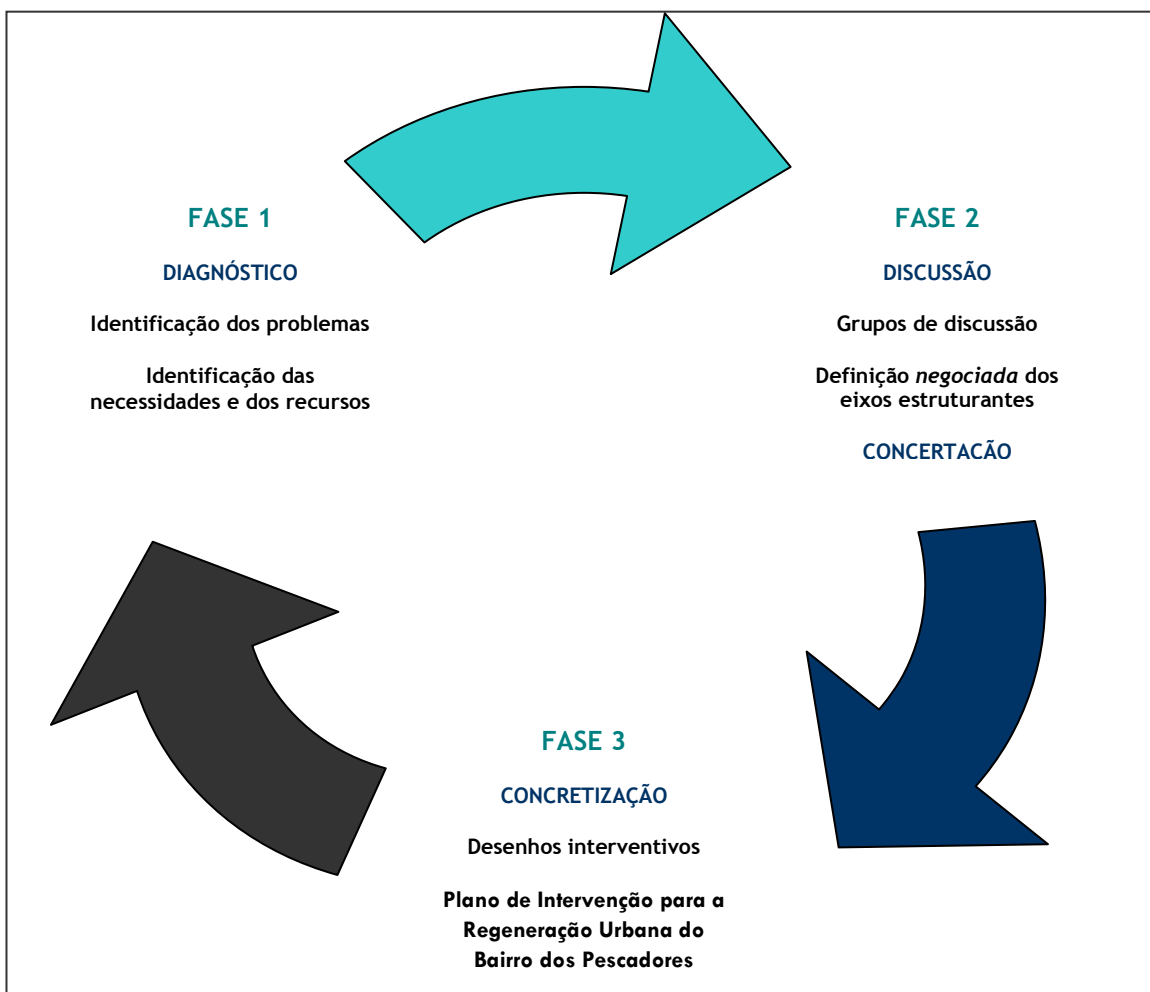 FASE 1
DIAGNÓSTICO
Identificação dos problemas
Identificação das
necessidades e dos recursos
FASE 2
DISCUSSÃO
Grupos de discussão
Definição negociada dos
eixos estruturantes
CONCERTACÃO
FASE 3
CONCRETIZAÇÃO
Desenhos interventivos
Plano de Intervenção para a
Regeneração Urbana do
Bairro dos Pescadores